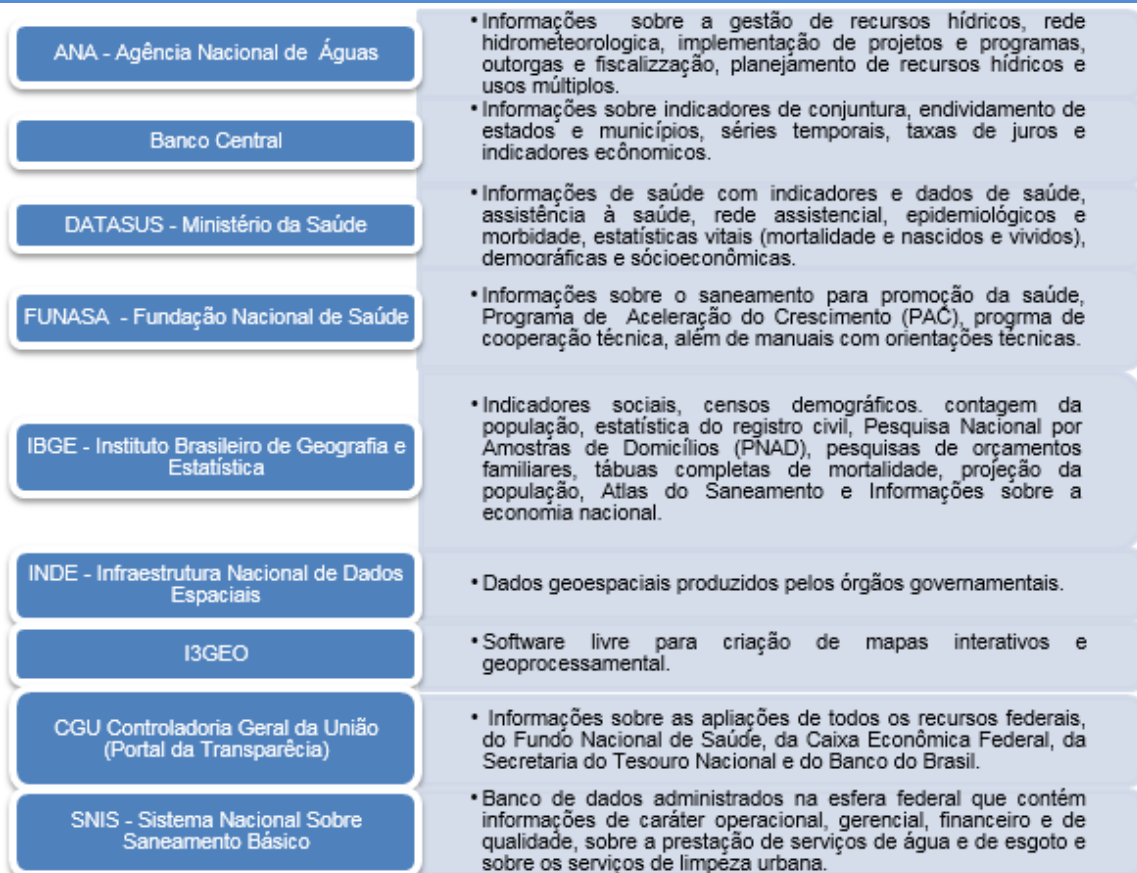 ANA - Agência Nacional de Águas
• Informações sobre a gestão de recursos hídricos, rede
hidrometeorologica, implementação de projetos e programas,
outorgas e fiscalizzação, planejamento de recursos hídricos e
usos múltiplos.
Banco Central
• Informações sobre indicadores de conjuntura, endividamento de
estados e municípios, séries temporais, taxas de juros e
indicadores ecônomicos.
DATASUS - Ministério da Saúde
• Informações de saúde com indicadores e dados de saúde,
assistência à saúde, rede assistencial, epidemiológicos e
morbidade, estatísticas vitais (mortalidade e nascidos e vividos),
demográficas e sócioeconômicas.
FUNASA - Fundação Nacional de Saúde
• Informações sobre o saneamento para promoção da saúde,
Programa de Aceleração do Crescimento (PAC), progrma de
cooperação técnica, além de manuais com orientações técnicas.
IBGE - Instituto Brasileiro de Geografia e
Estatística
• Indicadores sociais, censos demográficos. contagem da
população, estatística do registro civil, Pesquisa Nacional por
Amostras de Domicílios (PNAD), pesquisas de orçamentos
familiares, tábuas completas de mortalidade, projeção da
população, Atlas do Saneamento e Informações sobre a
economia nacional.
INDE - Infraestrutura Nacional de Dados
Espaciais
• Dados geoespaciais produzidos pelos órgãos governamentais.
I3GEO
• Software livre para criação de mapas interativos e
geoprocessamental.
CGU Controladoria Geral da União
(Portal da Transparêcia)
• Informações sobre as apliações de todos os recursos federais,
do Fundo Nacional de Saúde, da Caixa Econômica Federal, da
Secretaria do Tesouro Nacional e do Banco do Brasil.
SNIS - Sistema Nacional Sobre
Saneamento Básico
• Banco de dados administrados na esfera federal que contém
informações de caráter operacional, gerencial, financeiro e de
qualidade, sobre a prestação de serviços de água e de esgoto e
sobre os serviços de limpeza urbana.